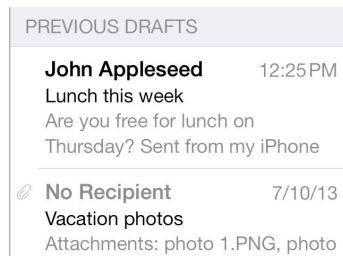 PREVIOUS DRAFTS
John Appleseed 12:25 PM
Lunch this week
Are you free for lunch on
Thursday? Sent from my iPhone
No Recipient 7/10/13
Vacation photos
Attachments: photo 1.PNG, photo